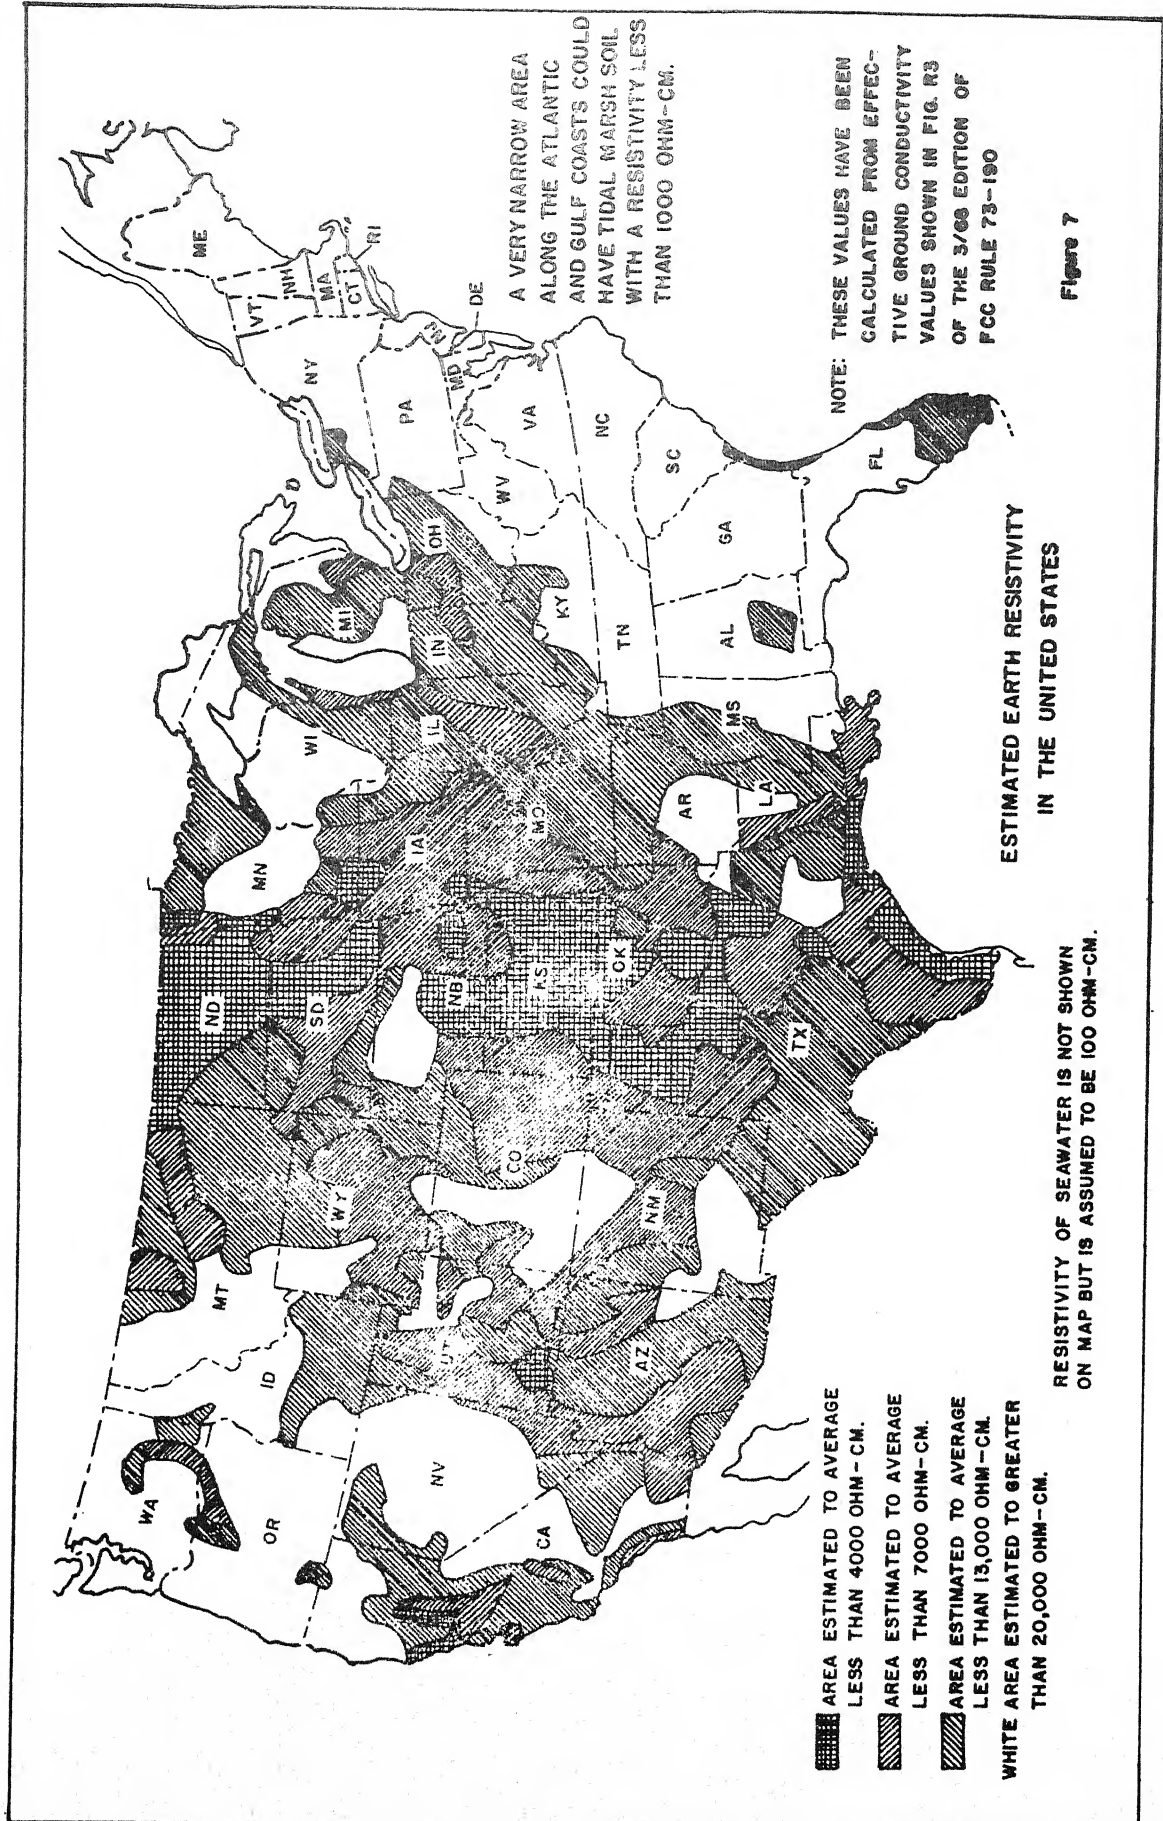 A VERY NARROW AREA
ALONG THE ATLANTIC
AND GULF COASTS COULD
HAVE TIDAL MARSH SOIL
WITH A RESISTIVITY LESS
THAN 1000 OHM-CM.
NOTE: THESE VALUES HAVE BEEN
CALCULATED FROM EFFEC-
TIVE GROUND CONDUCTIVITY
VALUES SHOWN IN FIG. R3
OF THE 3/66 EDITION OF
FCC RULE 73-190
Figure 7
WA
OR
CA
NV
ID
MT
WY
UT
CO
AZ
NM
ND
SD
NB
KS
OK
TX
MN
IA
MO
AR
LA
WI
IL
MS
MI
IN
OH
KY
TN
AL
GA
FL
SC
NC
VA
WV
PA
MD
DE
NY
VT
NH
MA
CT
RI
ME
ESTIMATED EARTH RESISTIVITY
IN THE UNITED STATES
RESISTIVITY OF SEAWATER IS NOT SHOWN
ON MAP BUT IS ASSUMED TO BE 100 OHM-CM.
AREA ESTIMATED TO AVERAGE
LESS THAN 4000 OHM-CM.
AREA ESTIMATED TO AVERAGE
LESS THAN 7000 OHM-CM.
AREA ESTIMATED TO AVERAGE
LESS THAN 13,000 OHM-CM.
WHITE AREA ESTIMATED TO GREATER
THAN 20,000 OHM-CM.